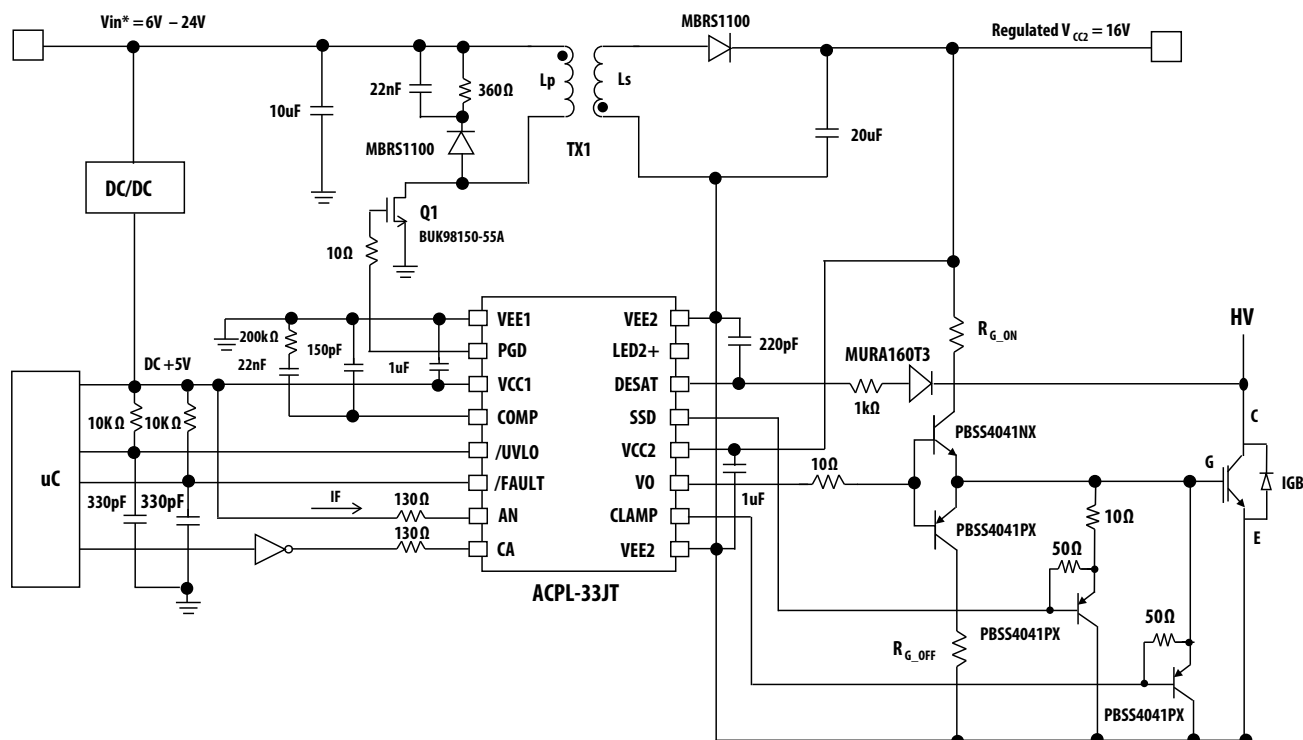 Vin* = 6V – 24V
MBRS1100
Regulated VCC2 = 16V
22nF
360Ω
Lp
Ls
10uF
20uF
MBRS1100
TX1
DC/DC
Q1
BUK98150-55A
10Ω
HV
VEE1
VEE2
RG_ON
200kΩ
150pF
220pF
PGD
LED2+
MURA160T3
DC +5V
22nF
1uF
VCC1
DESAT
1kΩ
C
10KΩ
10KΩ
COMP
SSD
PBSS4041NX
/UVLO
VCC2
G
uC
10Ω
/FAULT
VO
IGB
330pF
330pF
1uF
IF
130Ω
AN
CLAMP
PBSS4041PX
10Ω
130Ω
E
CA
VEE2
50Ω
ACPL-33JT
50Ω
PBSS4041PX
RG_OFF
PBSS4041PX